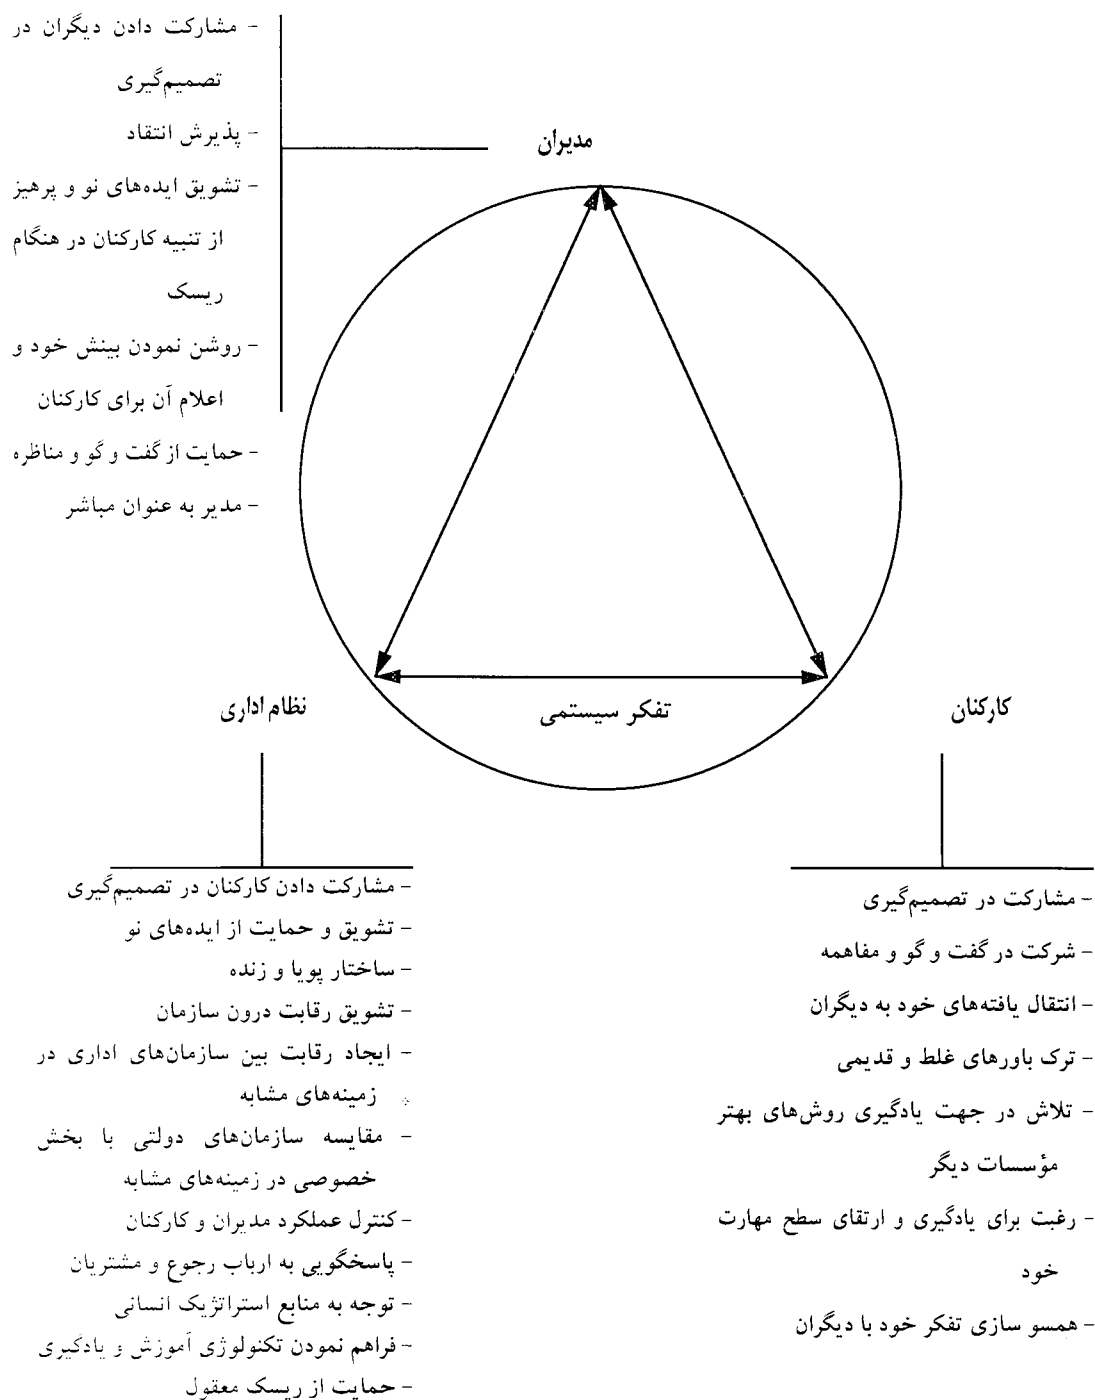 - مشارکت دادن دیگران در
تصمیم‌گیری
- پذیرش انتقاد
- تشویق ایده‌های نو و پرهیز
از تنبیه کارکنان در هنگام
ریسک
- روشن نمودن بینش خود و
اعلام آن برای کارکنان
- حمایت از گفت و گو و مناظره
- مدیر به عنوان مباشر
مدیران
تفکر سیستمی
کارکنان
- مشارکت در تصمیم‌گیری
- شرکت در گفت و گو و مفاهمه
- انتقال یافته‌های خود به دیگران
- ترک باورهای غلط و قدیمی
- تلاش در جهت یادگیری روش‌های بهتر
مؤسسات دیگر
- رغبت برای یادگیری و ارتقای سطح مهارت
خود
- همسو سازی تفکر خود با دیگران
نظام اداری
- مشارکت دادن کارکنان در تصمیم‌گیری
- تشویق و حمایت از ایده‌های نو
- ساختار پویا و زنده
- تشویق رقابت درون سازمان
- ایجاد رقابت بین سازمان‌های اداری در
زمینه‌های مشابه
- مقایسه سازمان‌های دولتی با بخش
خصوصی در زمینه‌های مشابه
- کنترل عملکرد مدیران و کارکنان
- پاسخگویی به ارباب رجوع و مشتریان
- توجه به منابع استراتژیک انسانی
- فراهم نمودن تکنولوژی آموزش و یادگیری
- حمایت از ریسک معقول